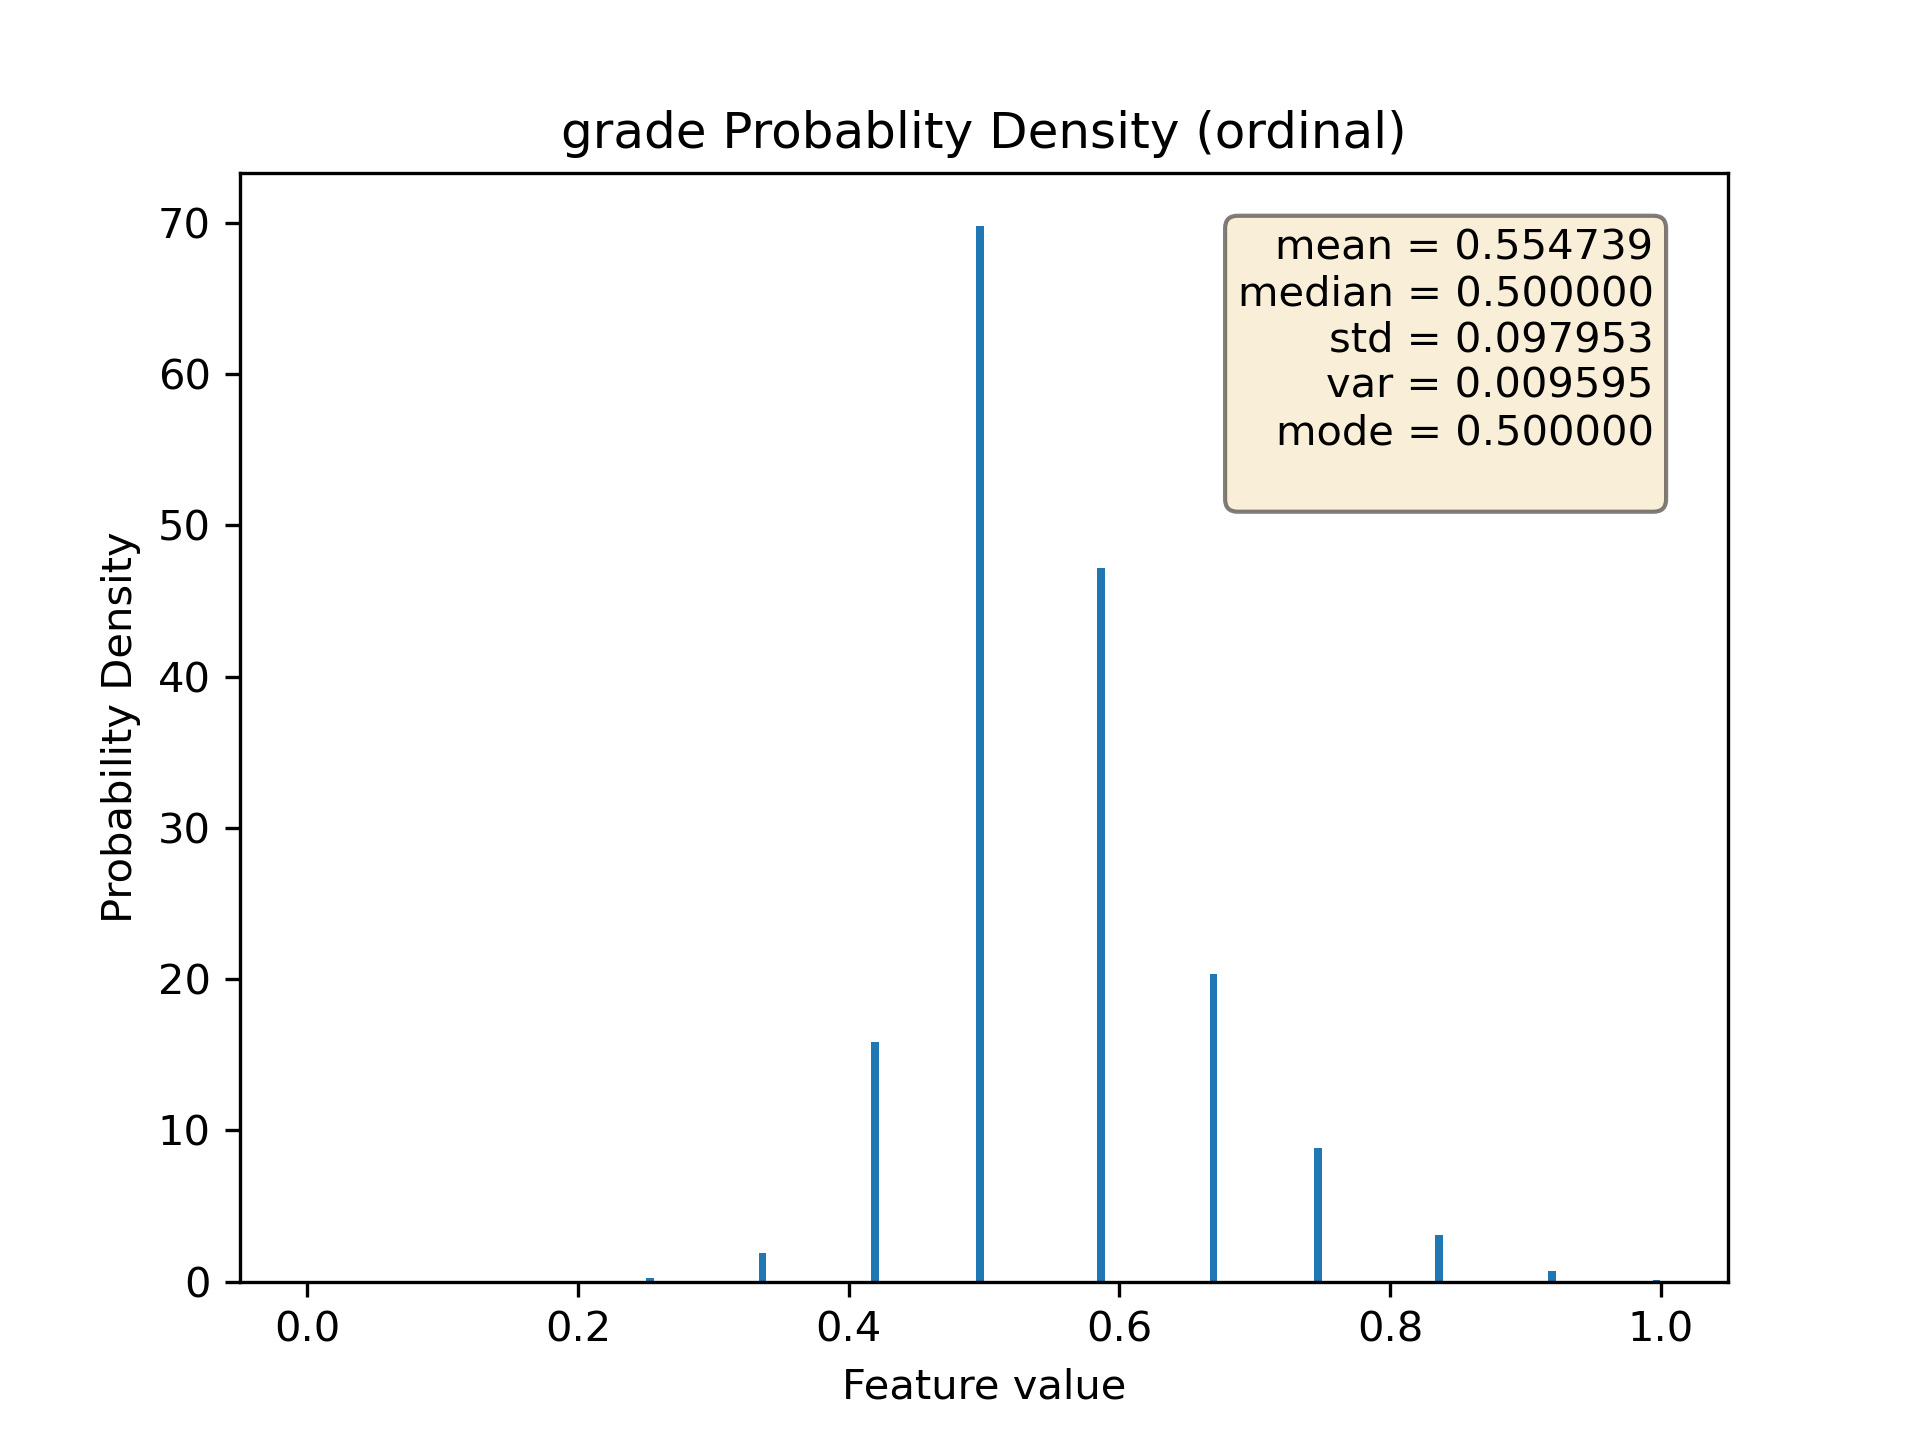 grade Probablity Density (ordinal)
mean = 0.554739
median = 0.500000
std = 0.097953
var = 0.009595
mode = 0.500000
Probability Density
70
60
50
40
30
20
10
0
0.0 0.2 0.4 0.6 0.8 1.0
Feature value